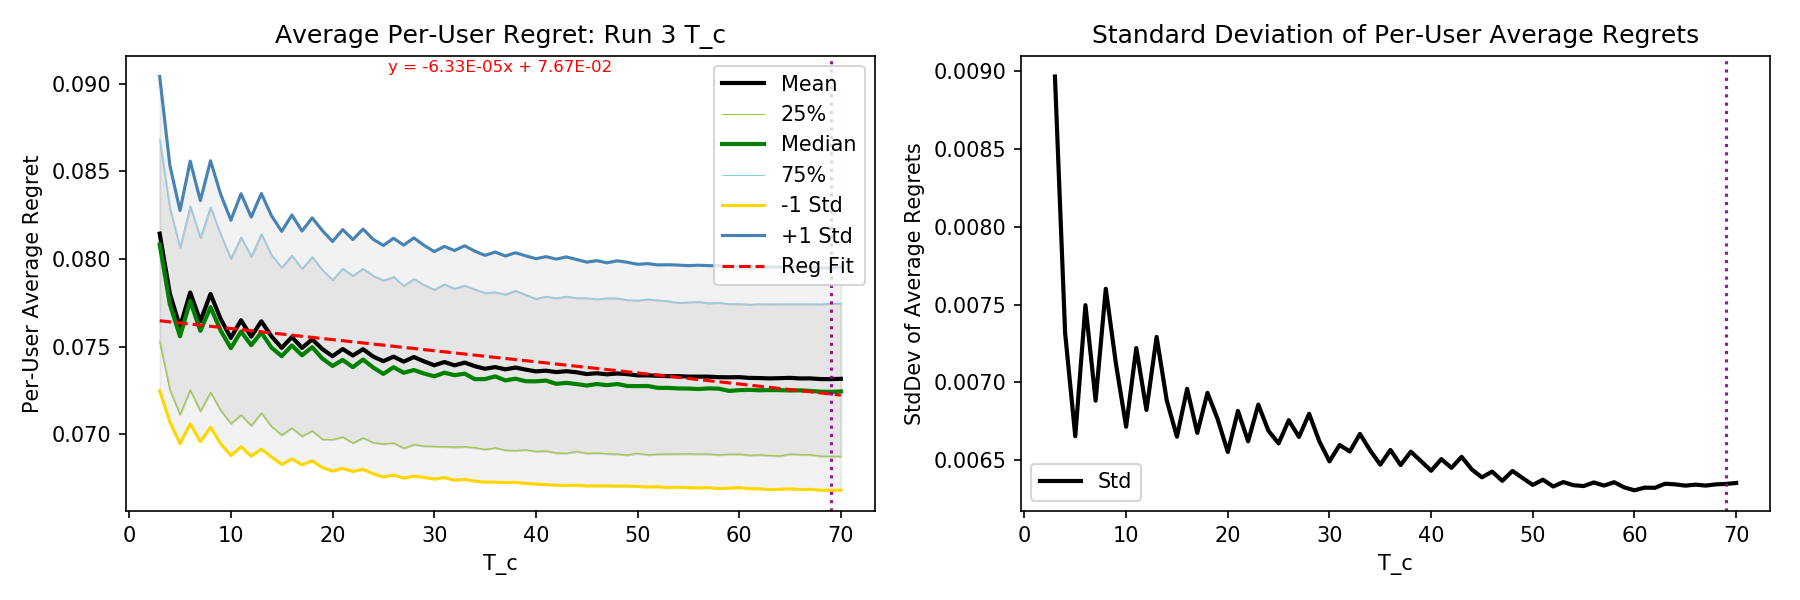 Average Per-User Regret: Run 3 T_c
y = -6.33E-05x + 7.67E-02
Per-User Average Regret
0.090
0.085
0.080
0.075
0.070
Mean
25%
Median
75%
-1 Std
+1 Std
Reg Fit
0 10 20 30 40 50 60 70
T_c
Standard Deviation of Per-User Average Regrets
StdDev of Average Regrets
0.0090
0.0085
0.0080
0.0075
0.0070
0.0065
Std
0 10 20 30 40 50 60 70
T_c